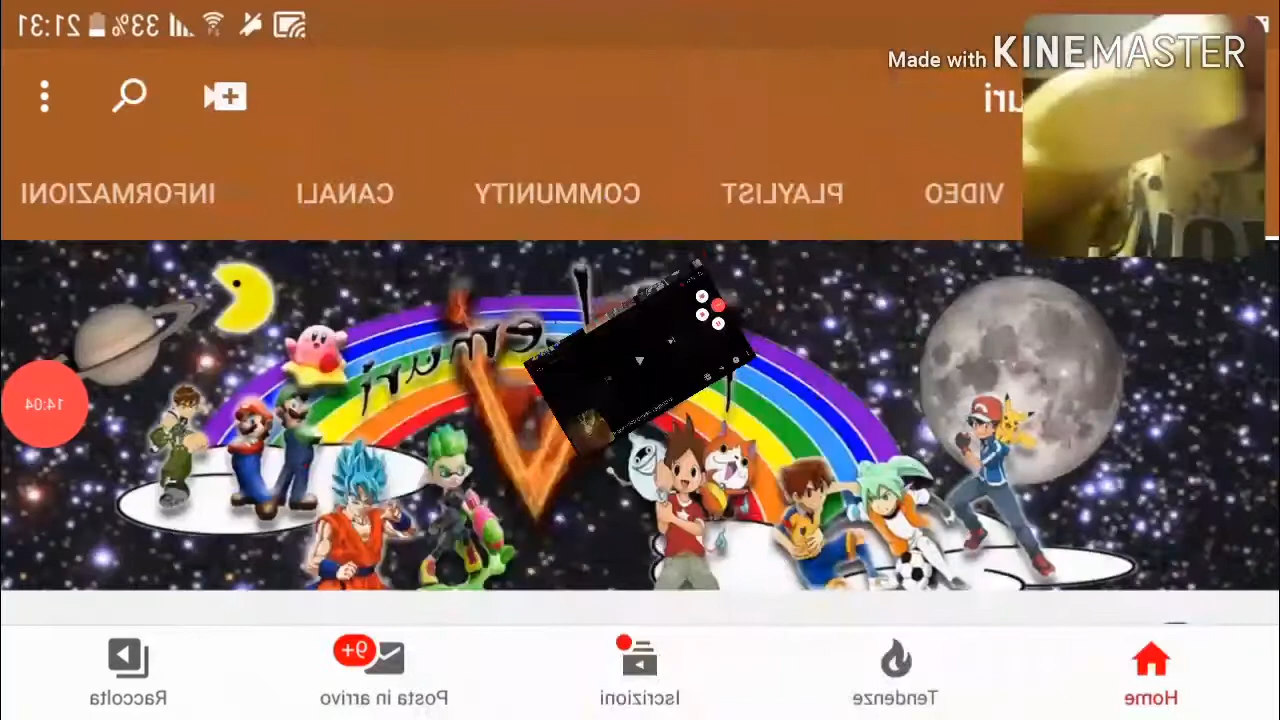 21:31 33%
Made with KINEMASTER
uri
VIDEO PLAYLIST COMMUNITY CANALI INFORMAZIONI
14:04
9+
Home Tendenze Iscrizioni Posta in arrivo Raccolta